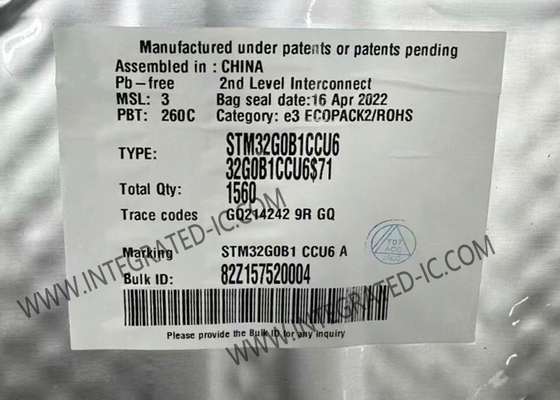 Manufactured under patents or patents pending
Assembled in : CHINA
Pb-free 2nd Level Interconnect
MSL: 3 Bag seal date:16 Apr 2022
PBT: 260C Category: e3 ECOPACK2/ROHS
TYPE: STM32G0B1CCU6
32G0B1CCU6$71
Total Qty: 1560
Trace codes GQ214242 9R GQ
Marking STM32G0B1 CCU6 A
Bulk ID: 82Z157520004
Please provide the Bulk ID for any inquiry
WWW.INTEGRATED-IC.COM
WWW.INTEGRATED-IC.COM